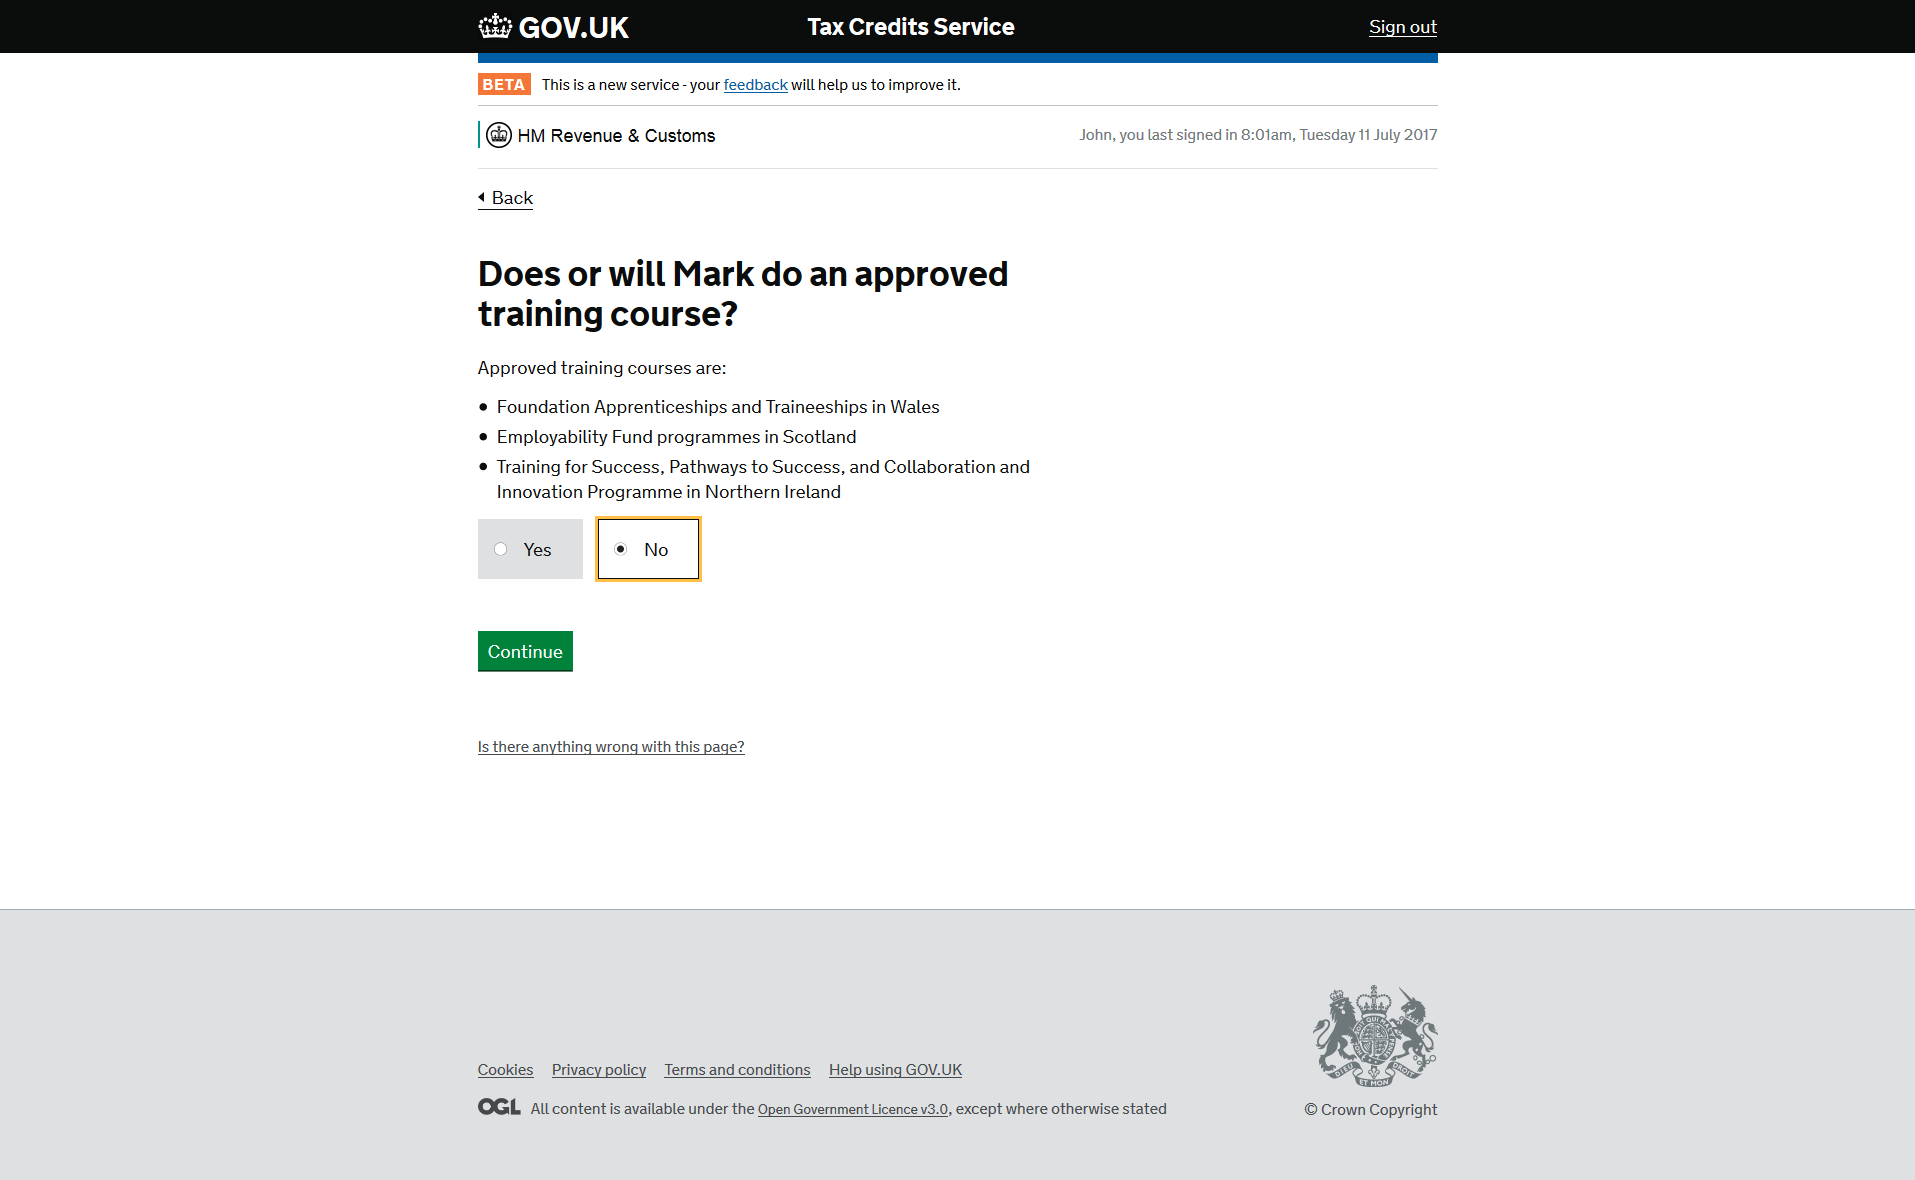 GOV.UK
Tax Credits Service
Sign out
BETA
This is a new service - your feedback will help us to improve it.
HM Revenue & Customs
John, you last signed in 8:01am, Tuesday 11 July 2017
Back
Does or will Mark do an approved
training course?
Approved training courses are:
Foundation Apprenticeships and Traineeships in Wales
Employability Fund programmes in Scotland
Training for Success, Pathways to Success, and Collaboration and
Innovation Programme in Northern Ireland
Yes
No
Continue
Is there anything wrong with this page?
Cookies
Privacy policy
Terms and conditions
Help using GOV.UK
OGL
All content is available under the Open Government Licence v3.0, except where otherwise stated
DIEU ET MON DROIT
© Crown Copyright